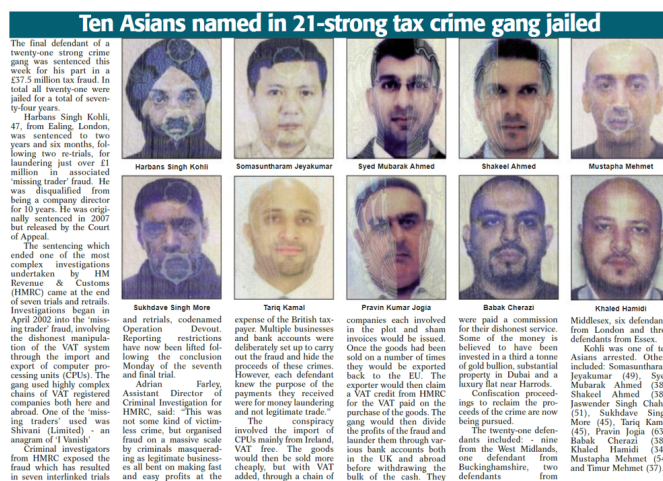 Ten Asians named in 21-strong tax crime gang jailed
The final defendant of a
twenty-one strong crime
gang was sentenced this
week for his part in a
£37.5 million tax fraud. In
total all twenty-one were
jailed for a total of seven-
ty-four years.
Harbans Singh Kohli,
47, from Ealing, London,
was sentenced to two
years and six months, fol-
lowing two re-trials, for
laundering just over £1
million in associated
'missing trader' fraud. He
was disqualified from
being a company director
for 10 years. He was origi-
nally sentenced in 2007
but released by the Court
of Appeal.
The sentencing which
ended one of the most
complex investigations
undertaken by HM
Revenue & Customs
(HMRC) came at the end
of seven trials and retrails.
Investigations began in
April 2002 into the 'miss-
ing trader' fraud, involving
the dishonest manipula-
tion of the VAT system
through the import and
export of computer pro-
cessing units (CPUs). The
gang used highly complex
chains of VAT registered
companies both here and
abroad. One of the 'miss-
ing traders' used was
Shivani (Limited) - an
anagram of 'I Vanish'
Criminal investigators
from HMRC exposed the
fraud which has resulted
in seven interlinked trials
Harbans Singh Kohli
Somasuntharam Jeyakumar
Syed Mubarak Ahmed
Shakeel Ahmed
Mustapha Mehmet
Sukhdave Singh More
Tariq Kamal
Pravin Kumar Jogia
Babak Cherazi
Khaled Hamidi
and retrials, codenamed
Operation Devout.
Reporting restrictions
have now been lifted fol-
lowing the conclusion
Monday of the seventh
and final trial.
Adrian Farley,
Assistant Director of
Criminal Investigation for
HMRC, said: "This was
not some kind of victim-
less crime, but organised
fraud on a massive scale
by criminals masquerad-
ing as legitimate business-
es all bent on making fast
and easy profits at the
expense of the British tax-
payer. Multiple businesses
and bank accounts were
deliberately set up to carry
out the fraud and hide the
proceeds of these crimes.
However, each defendant
knew the purpose of the
payments they received
were for money laundering
and not legitimate trade."
The conspiracy
involved the import of
CPUs mainly from Ireland,
VAT free. The goods
would then be sold more
cheaply, but with VAT
added, through a chain of
companies each involved
in the plot and sham
invoices would be issued.
Once the goods had been
sold on a number of times
they would be exported
back to the EU. The
exporter would then claim
a VAT credit from HMRC
for the VAT paid on the
purchase of the goods. The
gang would then divide
the profits of the fraud and
launder them through var-
ious bank accounts both
in the UK and abroad
before withdrawing the
bulk of the cash. They
were paid a commission
for their dishonest service.
Some of the money is
believed to have been
invested in a third a tonne
of gold bullion, substantial
property in Dubai and a
luxury flat near Harrods.
Confiscation proceed-
ings to reclaim the pro-
ceeds of the crime are now
being pursued.
The twenty-one defen-
dants included: - nine
from the West Midlands,
one defendant from
Buckinghamshire, two
defendants from
Middlesex, six defendan
from London and thre
defendants from Essex.
Kohli was one of te
Asians arrested. Othe
included: Somasunthara
Jeyakumar (49), Sye
Mubarak Ahmed (38
Shakeel Ahmed (38
Jaswender Singh Chah
(51), Sukhdave Sing
More (45), Tariq Kam
(45), Pravin Jogia (63
Babak Cherazi (38
Khaled Hamidi (34
Mustapha Mehmet (5
and Timur Mehmet (37)